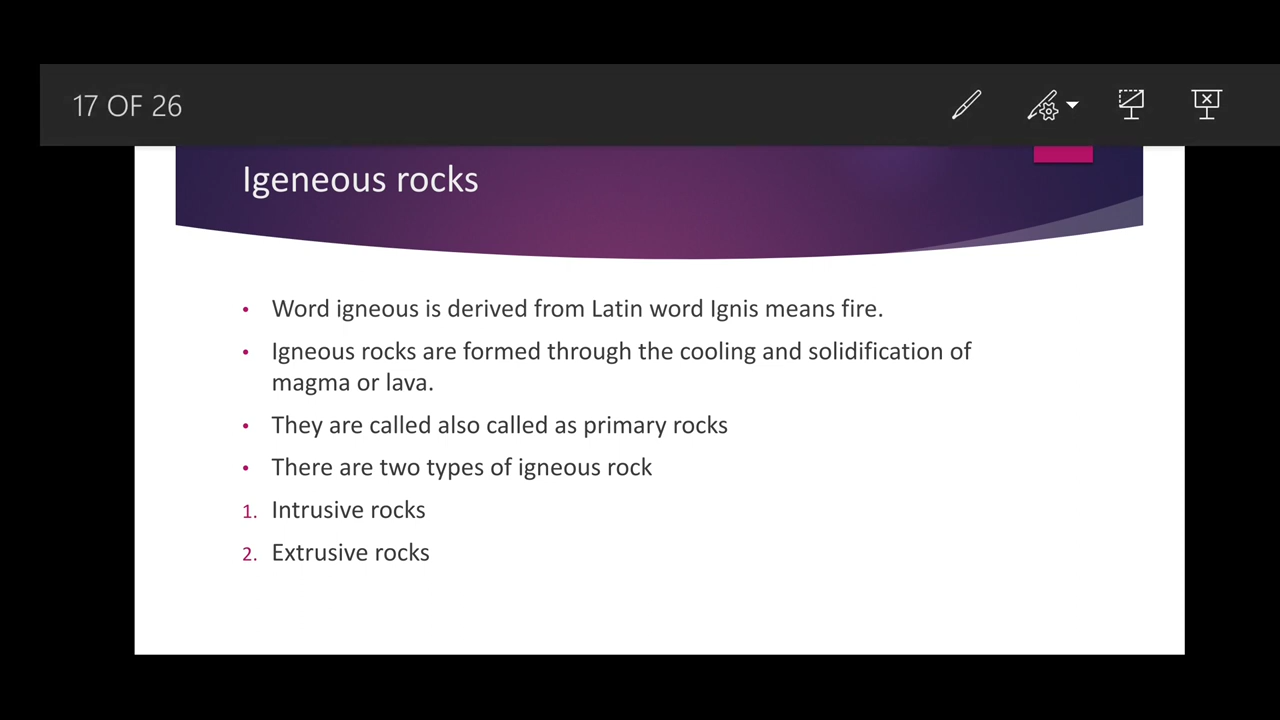 17 OF 26
Igeneous rocks
• Word igneous is derived from Latin word Ignis means fire.
• Igneous rocks are formed through the cooling and solidification of
magma or lava.
• They are called also called as primary rocks
• There are two types of igneous rock
1. Intrusive rocks
2. Extrusive rocks